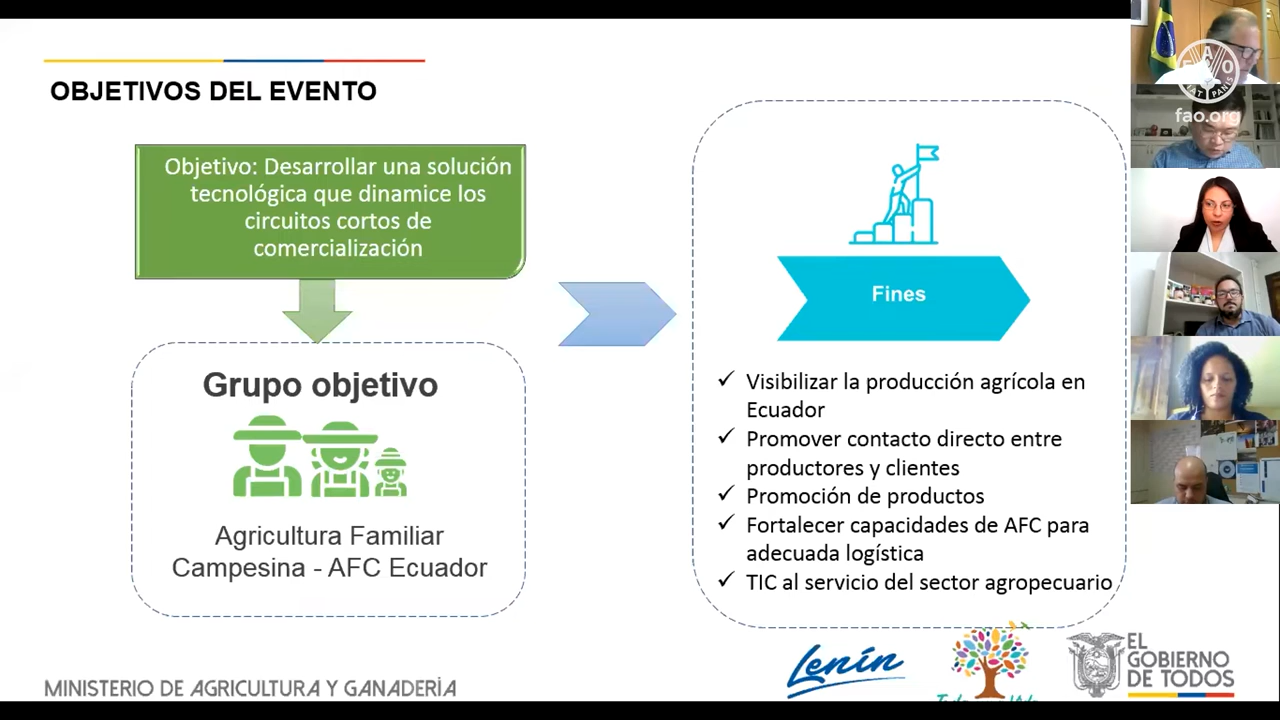 OBJETIVOS DEL EVENTO
Objetivo: Desarrollar una solución
tecnológica que dinamice los
circuitos cortos de
comercialización
Grupo objetivo
Agricultura Familiar
Campesina - AFC Ecuador
Fines
✓ Visibilizar la producción agrícola en
Ecuador
✓ Promover contacto directo entre
productores y clientes
✓ Promoción de productos
✓ Fortalecer capacidades de AFC para
adecuada logística
✓ TIC al servicio del sector agropecuario
MINISTERIO DE AGRICULTURA Y GANADERÍA
Lenín
EL
GOBIERNO
DE TODOS
FAO
FIAT PANIS
fao.org